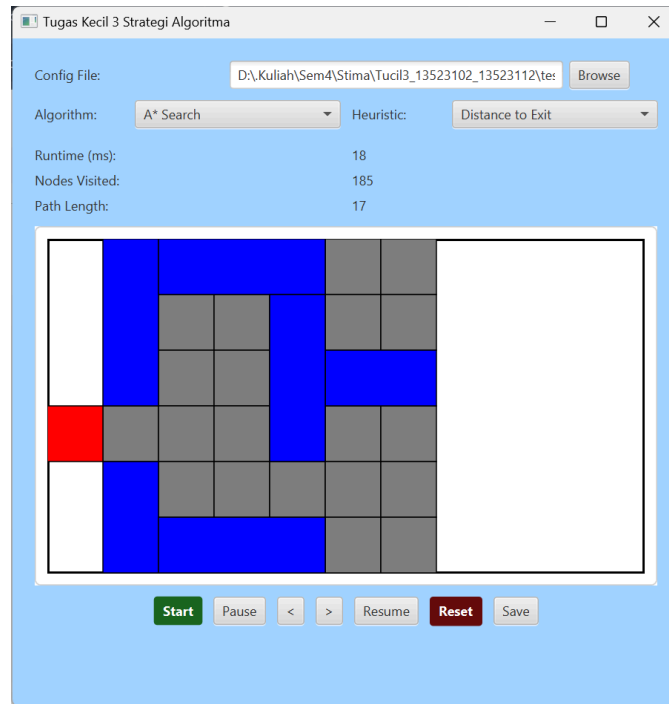 Tugas Kecil 3 Strategi Algoritma
Config File: D:\.Kuliah\Sem4\Stima\Tucil3_13523102_13523112\tes Browse
Algorithm: A* Search Heuristic: Distance to Exit
Runtime (ms): 18
Nodes Visited: 185
Path Length: 17
Start Pause < > Resume Reset Save